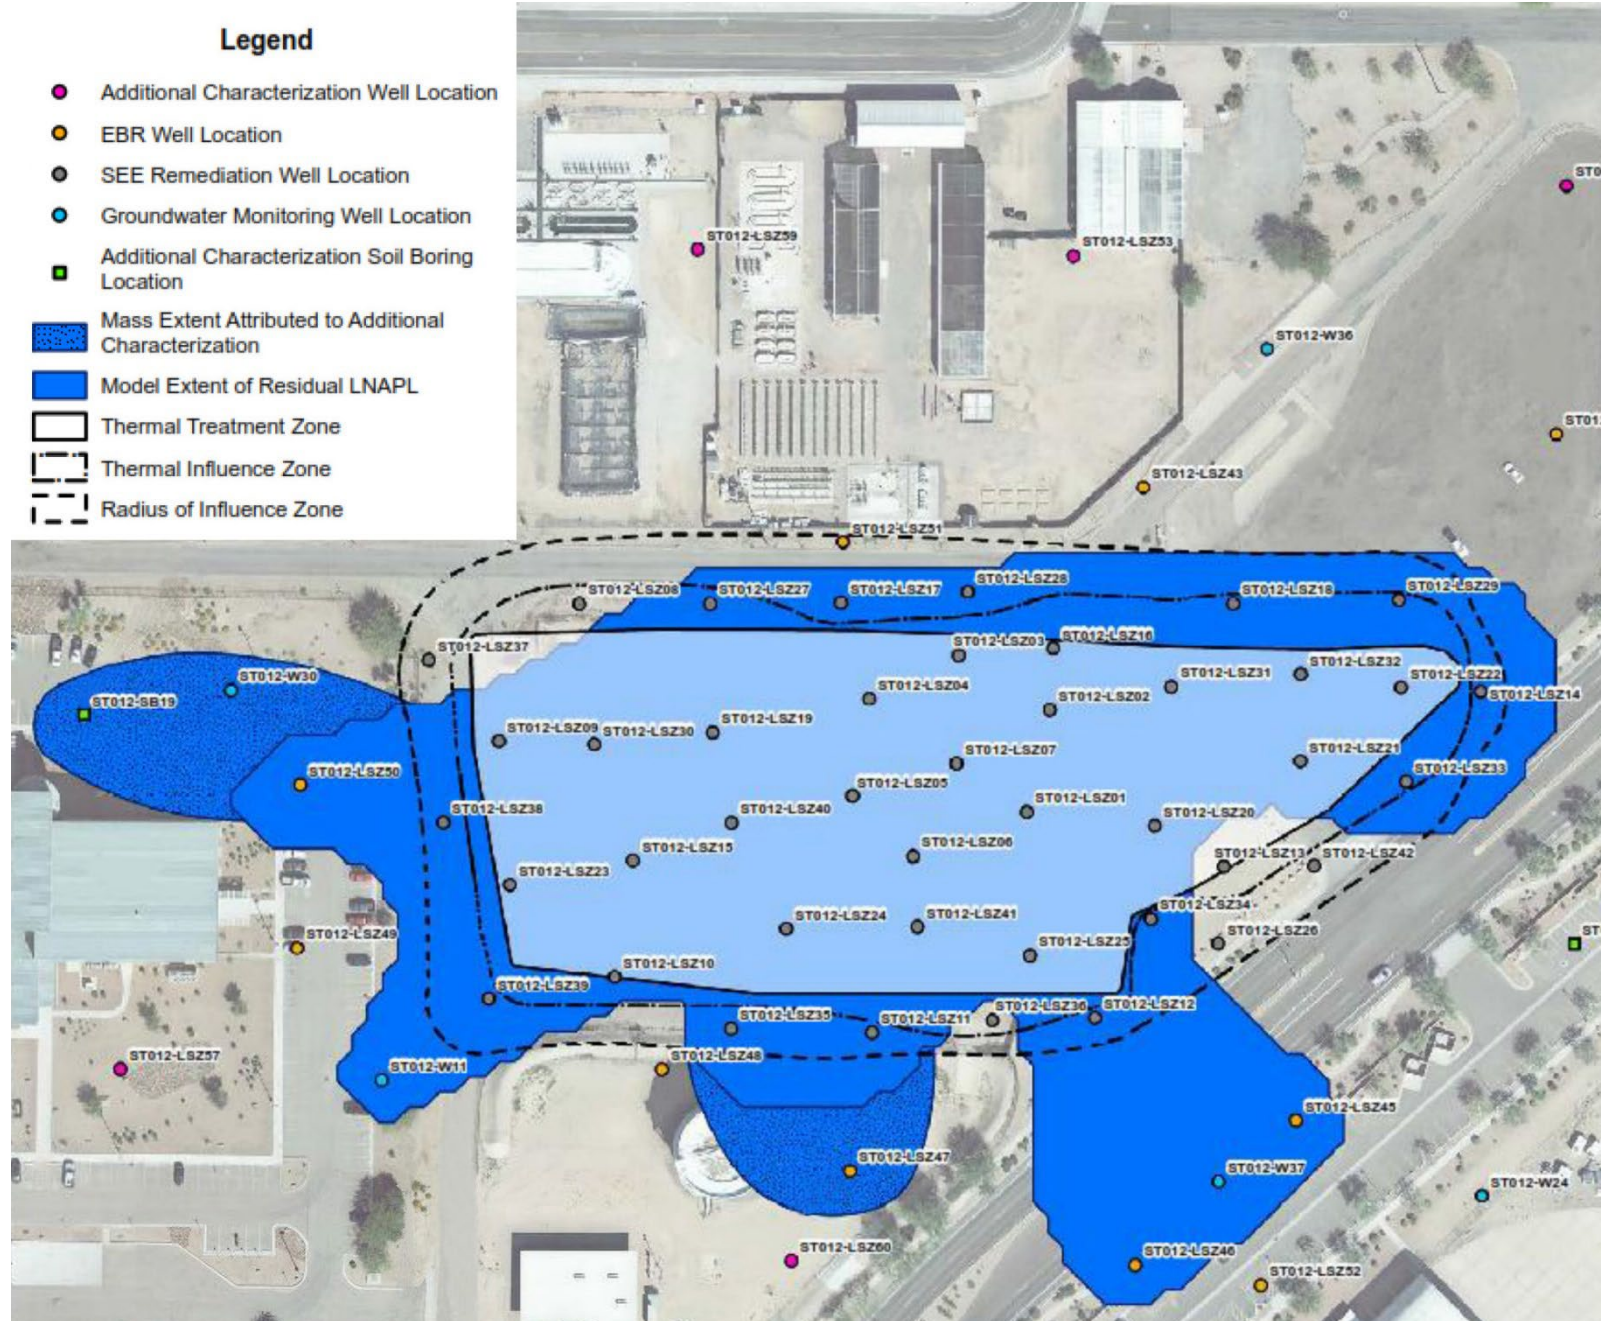 Legend
Additional Characterization Well Location
EBR Well Location
SEE Remediation Well Location
Groundwater Monitoring Well Location
Additional Characterization Soil Boring
Location
Mass Extent Attributed to Additional
Characterization
Model Extent of Residual LNAPL
Thermal Treatment Zone
Thermal Influence Zone
Radius of Influence Zone
ST0
ST012-LSZ59
ST012-LSZ53
ST012-W36
ST012
ST012-LSZ43
ST012-LSZ51
ST012-LSZ28
ST012-LSZ08
ST012-LSZ27
ST012-LSZ17
ST012-LSZ18
ST012-LSZ29
ST012-LSZ37
ST012-LSZ03
ST012-LSZ16
ST012-W30
ST012-LSZ31
ST012-LSZ32
ST012-LSZ22
ST012-LSZ14
ST012-SB19
ST012-LSZ04
ST012-LSZ02
ST012-LSZ09
ST012-LSZ30
ST012-LSZ19
ST012-LSZ07
ST012-LSZ21
ST012-LSZ50
ST012-LSZ05
ST012-LSZ33
ST012-LSZ38
ST012-LSZ40
ST012-LSZ01
ST012-LSZ20
ST012-LSZ15
ST012-LSZ06
ST012-LSZ13
ST012-LSZ42
ST012-LSZ23
ST012-LSZ24
ST012-LSZ41
ST012-LSZ34
ST012-LSZ49
ST012-LSZ26
ST
ST012-LSZ25
ST012-LSZ10
ST012-LSZ39
ST012-LSZ35
ST012-LSZ11
ST012-LSZ36
ST012-LSZ12
ST012-LSZ57
ST012-W11
ST012-LSZ48
ST012-LSZ45
ST012-LSZ47
ST012-W37
ST012-W24
ST012-LSZ60
ST012-LSZ46
ST012-LSZ52